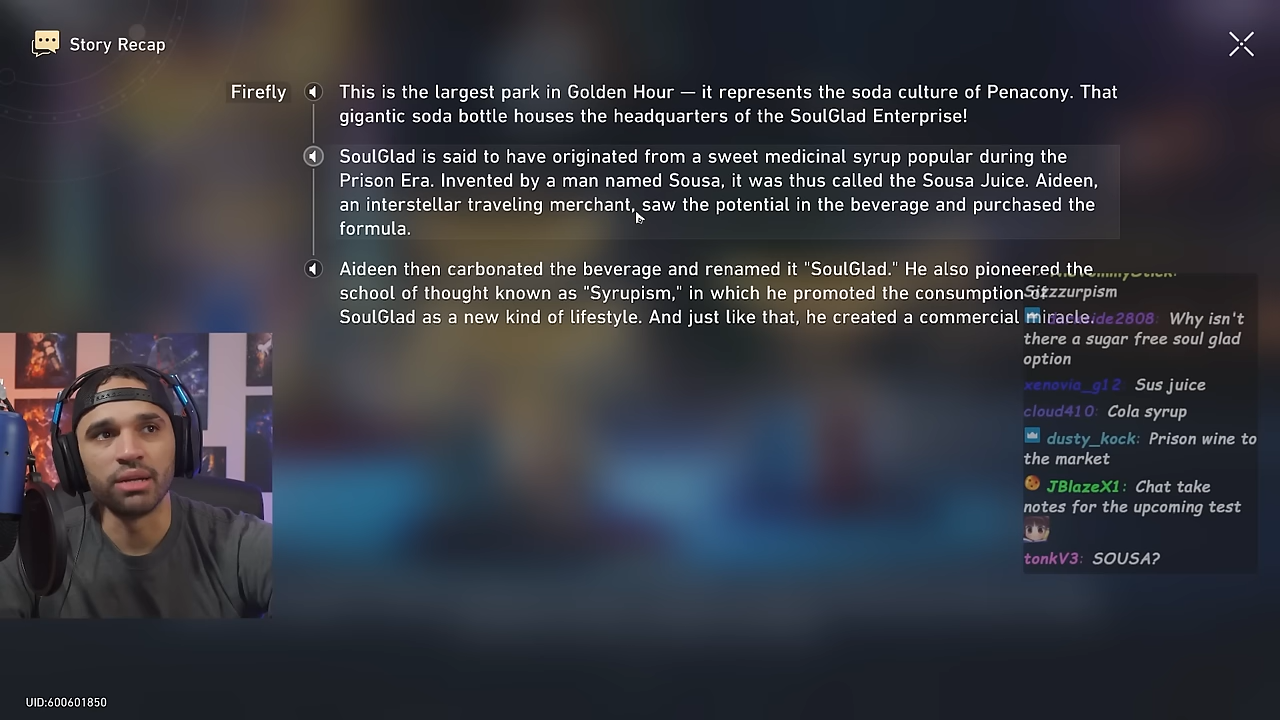 Story Recap
Firefly
This is the largest park in Golden Hour — it represents the soda culture of Penacony. That
gigantic soda bottle houses the headquarters of the SoulGlad Enterprise!
SoulGlad is said to have originated from a sweet medicinal syrup popular during the
Prison Era. Invented by a man named Sousa, it was thus called the Sousa Juice. Aideen,
an interstellar traveling merchant, saw the potential in the beverage and purchased the
formula.
Aideen then carbonated the beverage and renamed it "SoulGlad." He also pioneered the
school of thought known as "Syrupism," in which he promoted the consumption of
SoulGlad as a new kind of lifestyle. And just like that, he created a commercial miracle.
Sizzzurpism
Why isn't
there a sugar free soul glad
option
xenovia_g12: Sus juice
cloud410: Cola syrup
dusty_kock: Prison wine to
the market
JBlazeX1: Chat take
notes for the upcoming test
tonkV3: SOUSA?
UID:600601850